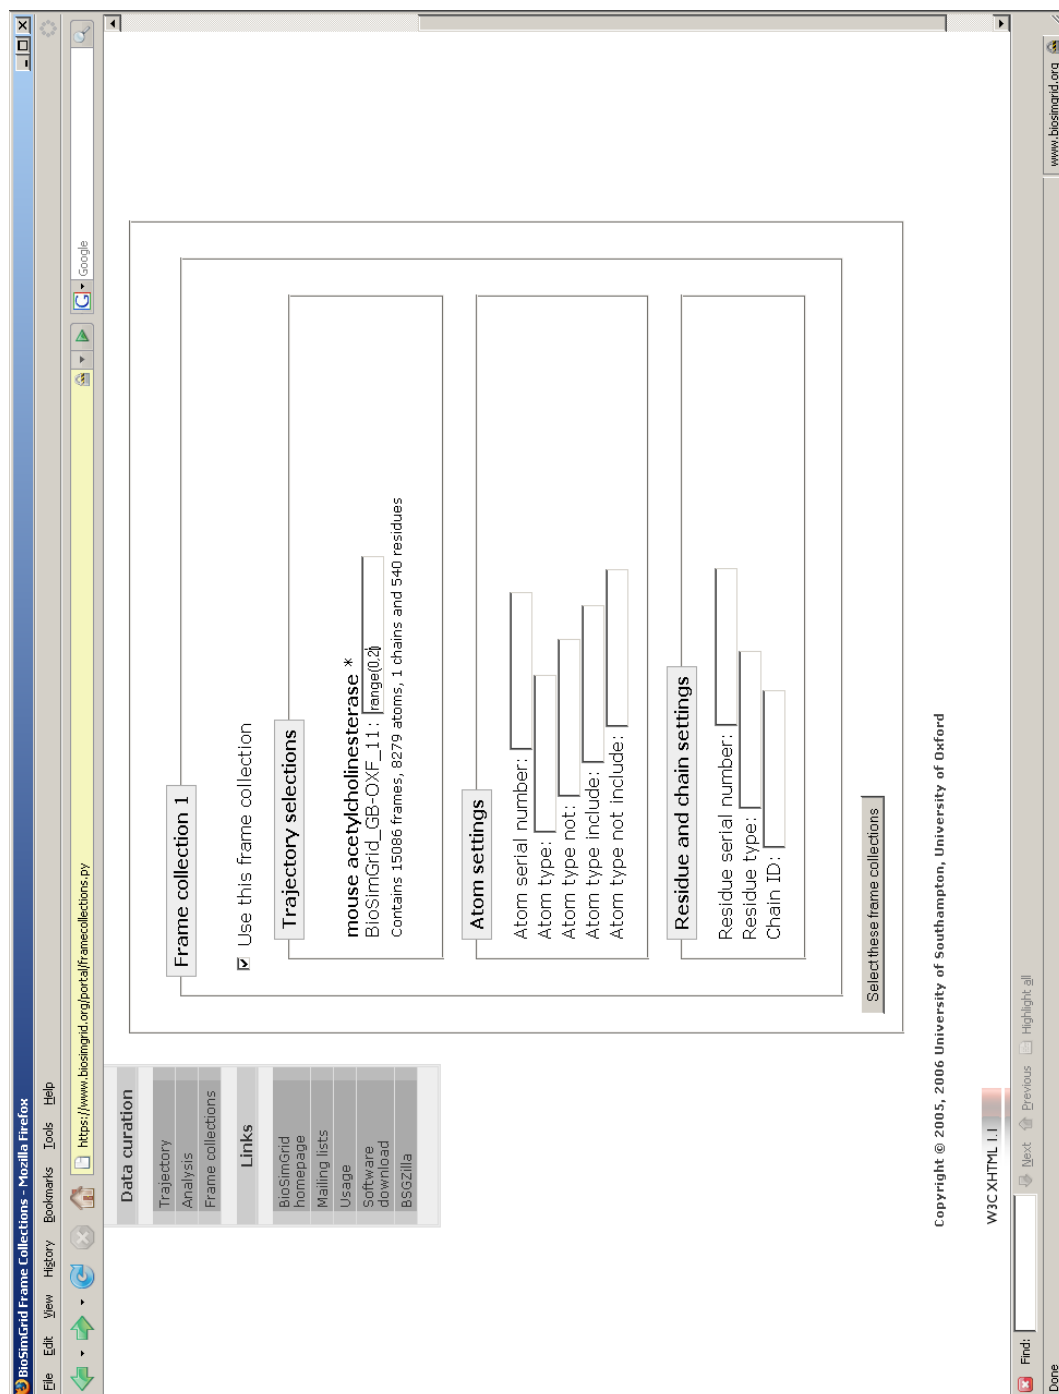 BioSimGrid Frame Collections - Mozilla Firefox
File Edit View History Bookmarks Tools Help
https://www.biosimgrid.org/portal/framecollections.py
Google
Data curation
Trajectory
Analysis
Frame collections
Links
BioSimGrid
homepage
Mailing lists
Usage
Software
download
BSGZilla
Frame collection 1
Use this frame collection
Trajectory selections
mouse acetylcholinesterase *
BioSimGrid_GB-OXF_11: range(0,2)
Contains 15086 frames, 8279 atoms, 1 chains and 540 residues
Atom settings
Atom serial number:
Atom type:
Atom type not:
Atom type include:
Atom type not include:
Residue and chain settings
Residue serial number:
Residue type:
Chain ID:
Select these frame collections
Copyright © 2005, 2006 University of Southampton, University of Oxford
W3C XHTML 1.1
Find: Next Previous Highlight all
Done www.biosimgrid.org